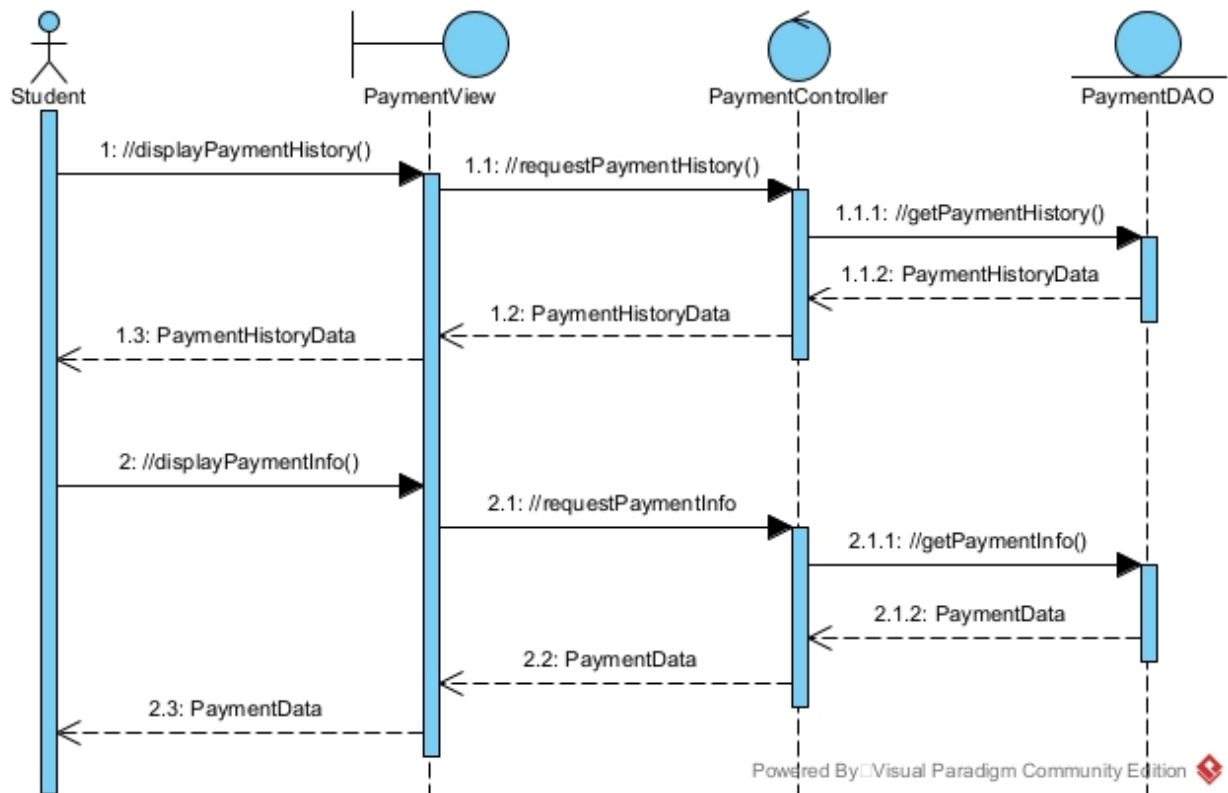 Student
PaymentView
PaymentController
PaymentDAO
1: //displayPaymentHistory()
1.1: //requestPaymentHistory()
1.1.1: //getPaymentHistory()
1.1.2: PaymentHistoryData
1.2: PaymentHistoryData
1.3: PaymentHistoryData
2: //displayPaymentInfo()
2.1: //requestPaymentInfo
2.1.1: //getPaymentInfo()
2.1.2: PaymentData
2.2: PaymentData
2.3: PaymentData
Powered By□Visual Paradigm Community Edition